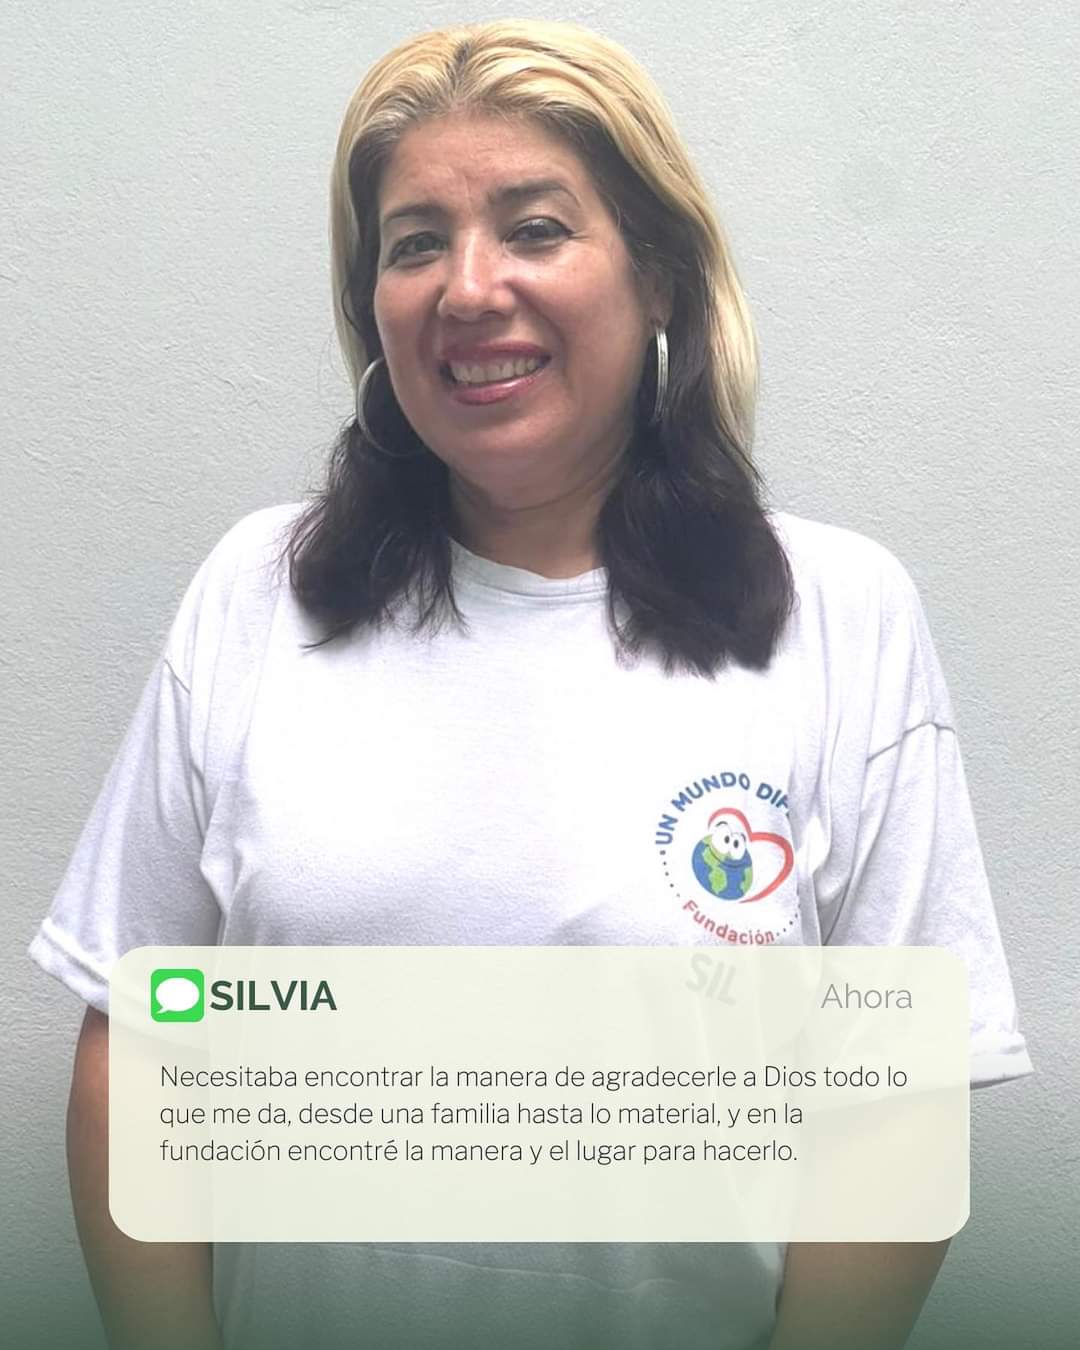 UN MUNDO DIF
Fundación
SIL
SILVIA
Ahora
Necesitaba encontrar la manera de agradecerle a Dios todo lo
que me da, desde una familia hasta lo material, y en la
fundación encontré la manera y el lugar para hacerlo.